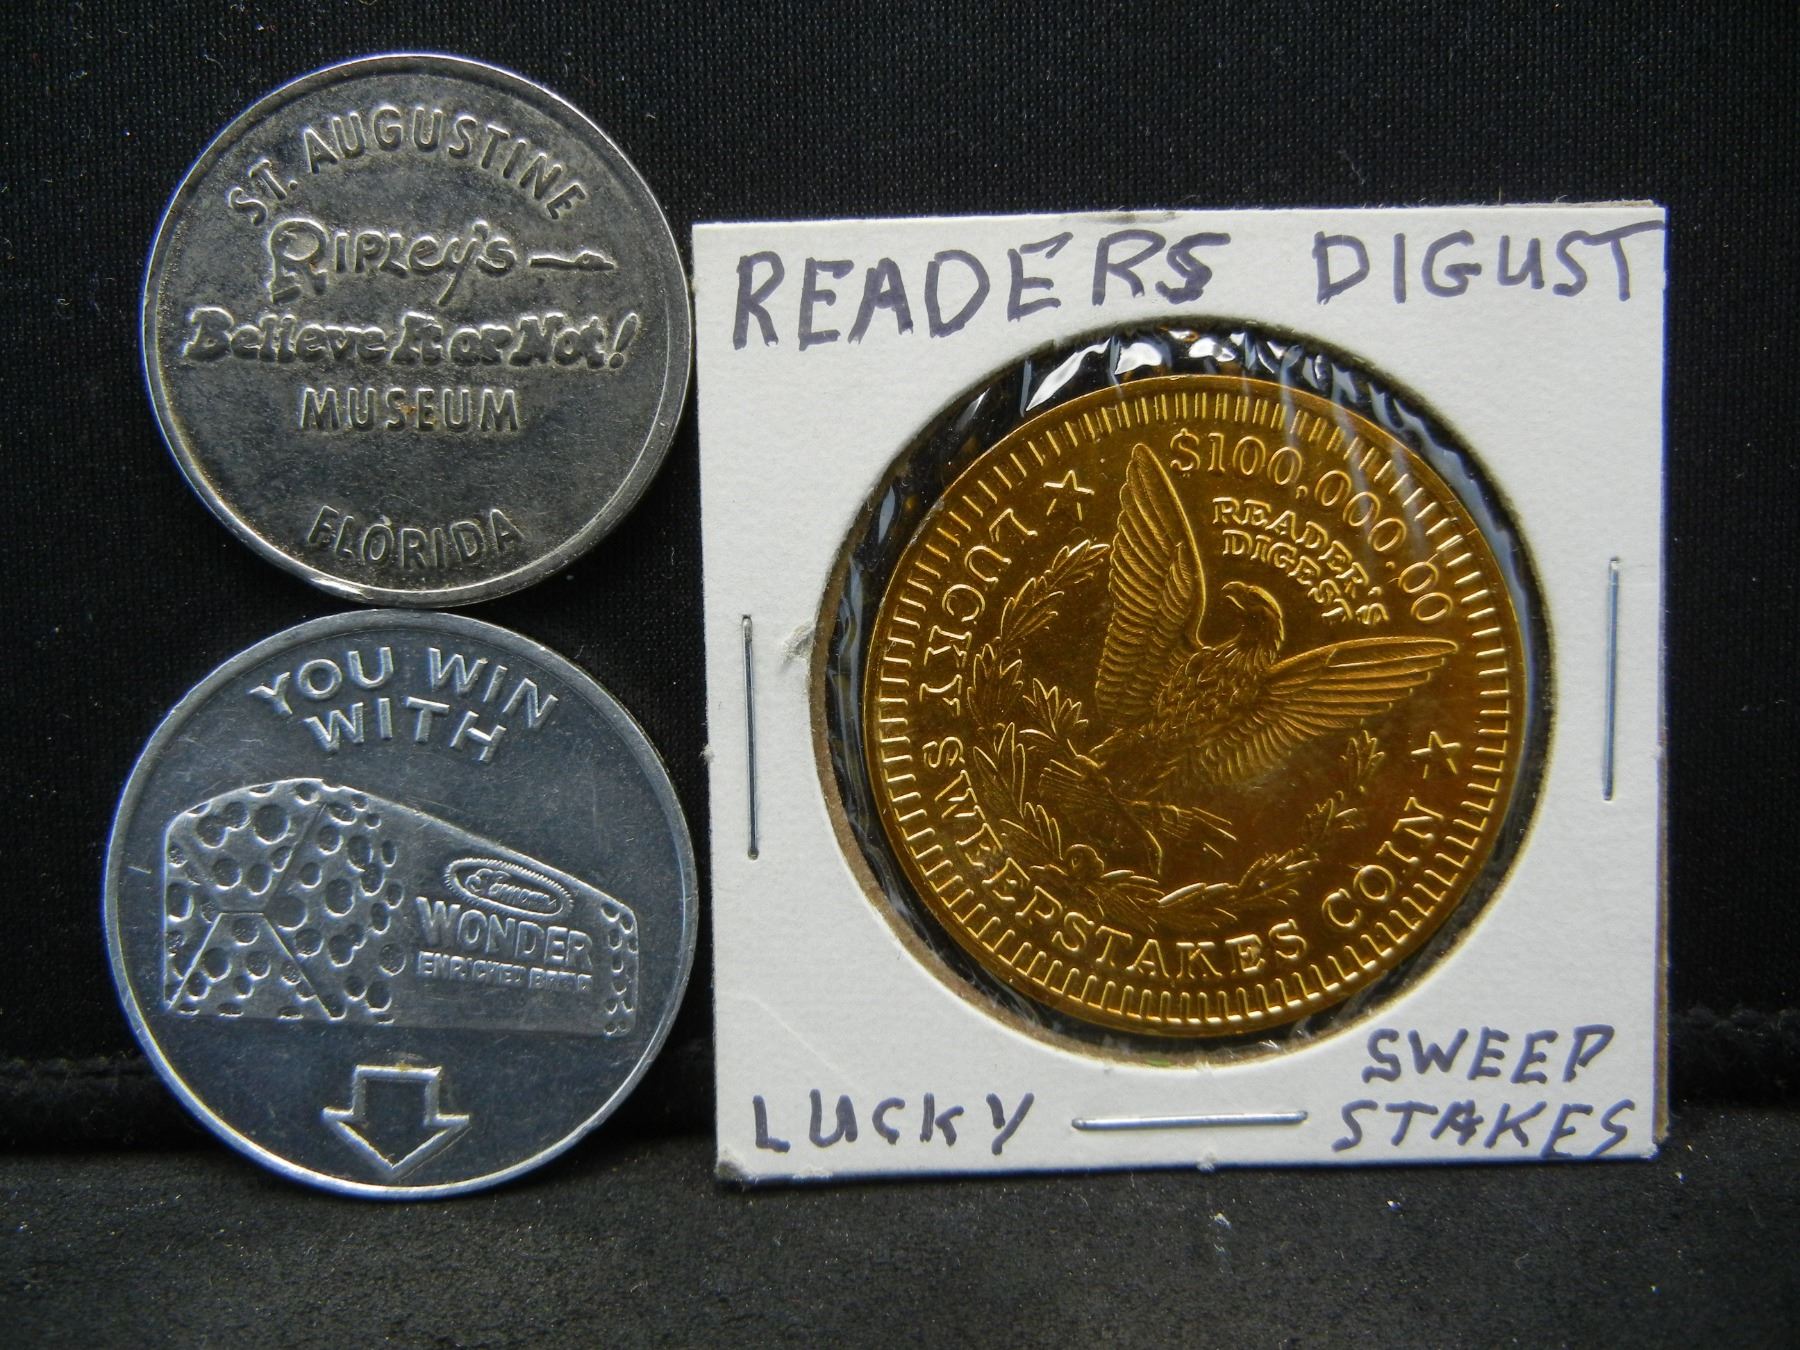 ST. AUGUSTINE
RIPLEY'S
Believe It or Not!
MUSEUM
FLORIDA
YOU WIN
WITH
WONDER
ENRICHED BREAD
READERS DIGUST
$100,000.00
READER'S
DIGEST'S
LUCKY SWEEPSTAKES COIN
LUCKY
SWEEP
STAKES